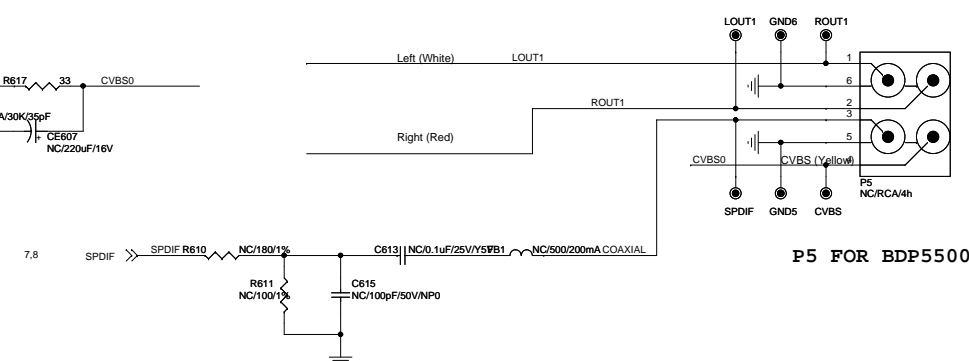 LOUT1 GND6 ROUT1
Left (White) LOUT1 1
R617 33 CVBS0 6
ROUT1 2
A/30K/35pF 3
CE607
NC/220uF/16V
Right (Red) 5
CVBS0 CVBS (Yellow) 4
P5
NC/RCA/4h
SPDIF GND5 CVBS
7,8 SPDIF SPDIF R610 NC/180/1% C613 NC/0.1uF/25V/Y5V FB1 NC/500/200mA COAXIAL
P5 FOR BDP5500
R611
NC/100/1%
C615
NC/100pF/50V/NP0